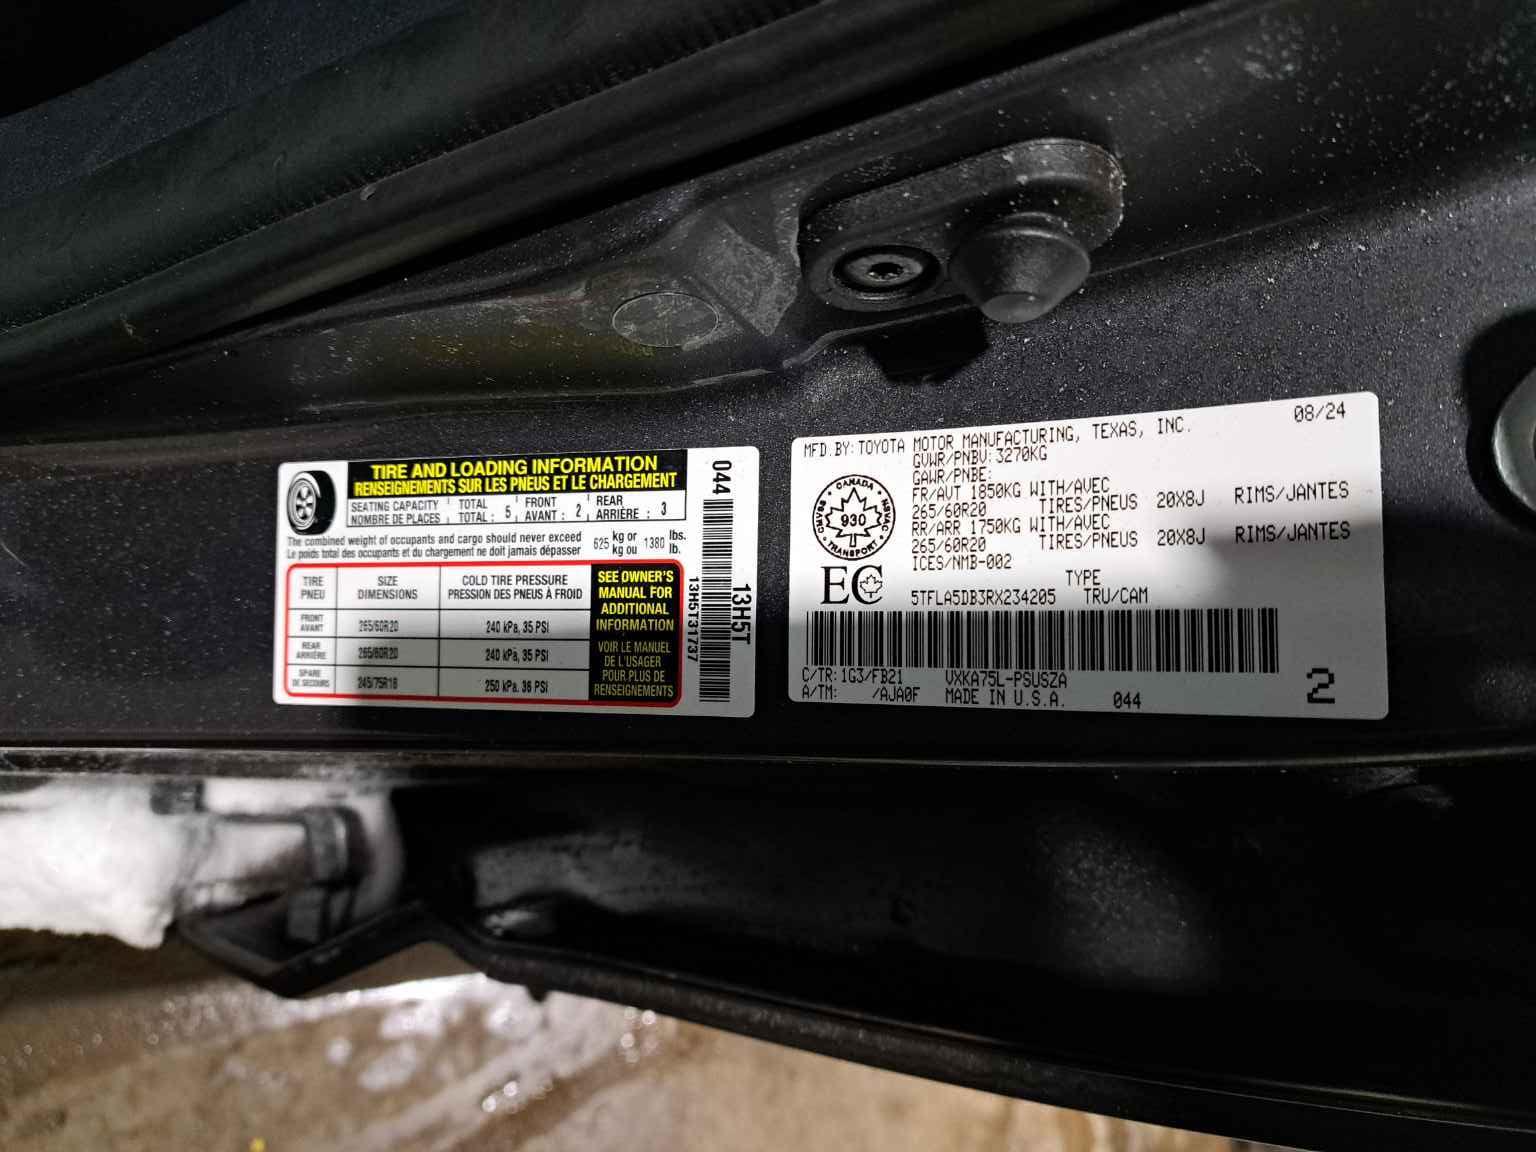 TIRE AND LOADING INFORMATION
RENSEIGNEMENTS SUR LES PNEUS ET LE CHARGEMENT
SEATING CAPACITY TOTAL 5 FRONT 2 REAR 3
NOMBRE DE PLACES TOTAL : AVANT : ARRIÈRE :
The combined weight of occupants and cargo should never exceed 625 kg or 1380 lbs.
Le poids total des occupants et du chargement ne doit jamais dépasser kg ou lb.
TIRE SIZE COLD TIRE PRESSURE
PNEU DIMENSIONS PRESSION DES PNEUS À FROID
FRONT
AVANT 265/60R20 240 kPa, 35 PSI
REAR
ARRIÈRE 265/60R20 240 kPa, 35 PSI
SPARE
DE SECOURS 245/75R18 250 kPa, 36 PSI
SEE OWNER'S
MANUAL FOR
ADDITIONAL
INFORMATION
VOIR LE MANUEL
DE L'USAGER
POUR PLUS DE
RENSEIGNEMENTS
044
13H5T
13H5T31737
MFD.BY: TOYOTA MOTOR MANUFACTURING, TEXAS, INC. 08/24
GVWR/PNBV: 3270KG
GAWR/PNBE:
FR/AVT 1850KG WITH/AVEC
265/60R20 TIRES/PNEUS 20X8J RIMS/JANTES
RR/ARR 1750KG WITH/AVEC
265/60R20 TIRES/PNEUS 20X8J RIMS/JANTES
ICES/NMB-002
TYPE
5TFLA5DB3RX234205 TRU/CAM
CANADA
CMVSS NSVAC
930
TRANSPORT
EC
C/TR: 1G3/FB21 VXKA75L-PSUSZA
A/TM: /AJA0F MADE IN U.S.A. 044
2